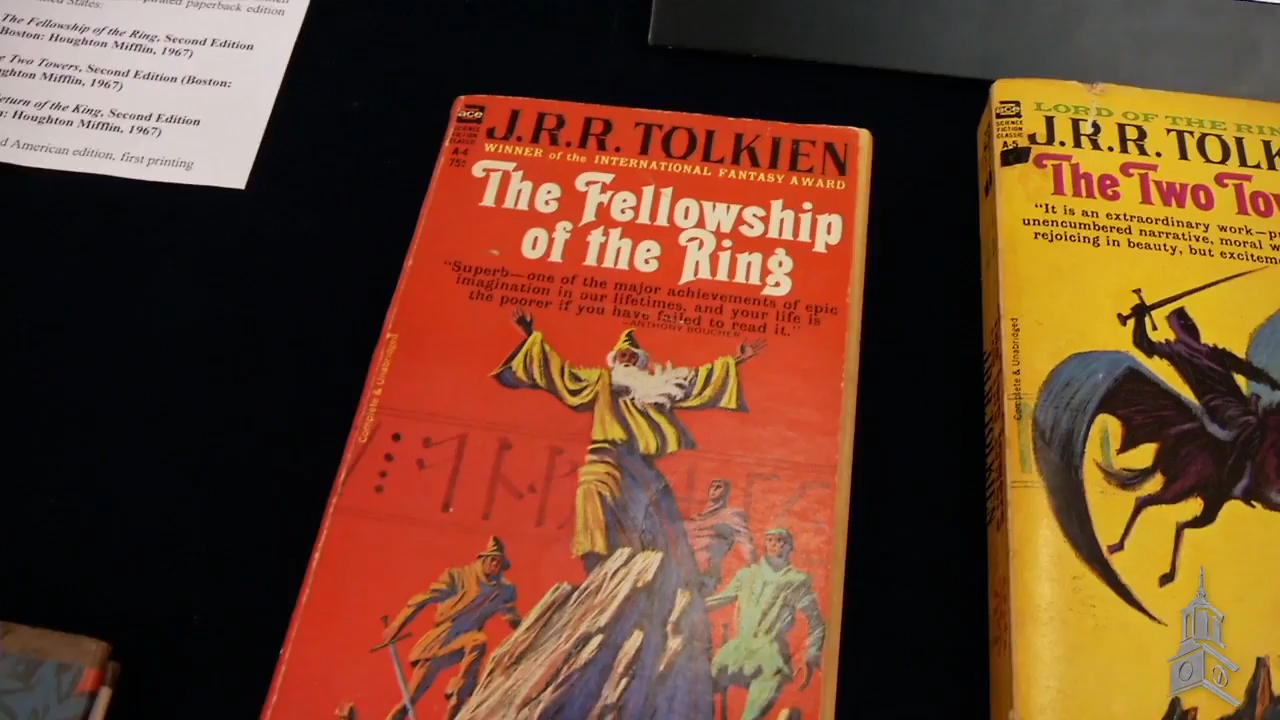 paperback edition
States:
The Fellowship of the Ring, Second Edition
Boston: Houghton Mifflin, 1967)
Two Towers, Second Edition (Boston:
ghton Mifflin, 1967)
eturn of the King, Second Edition
n: Houghton Mifflin, 1967)
d American edition, first printing
ace
SCIENCE
FICTION
CLASSIC
A-4
75¢
J.R.R. TOLKIEN
WINNER of the INTERNATIONAL FANTASY AWARD
The Fellowship
of the Ring
"Superb—one of the major achievements of epic
imagination in our lifetimes, and your life is
the poorer if you have failed to read it."
—ANTHONY BOUCHER
Complete & Unabridged
ace
SCIENCE
FICTION
CLASSIC
A-5
LORD OF THE RIN
J.R.R. TOLK
The Two To
"It is an extraordinary work—p
unencumbered narrative, moral w
rejoicing in beauty, but excitem
Complete & Unabridged